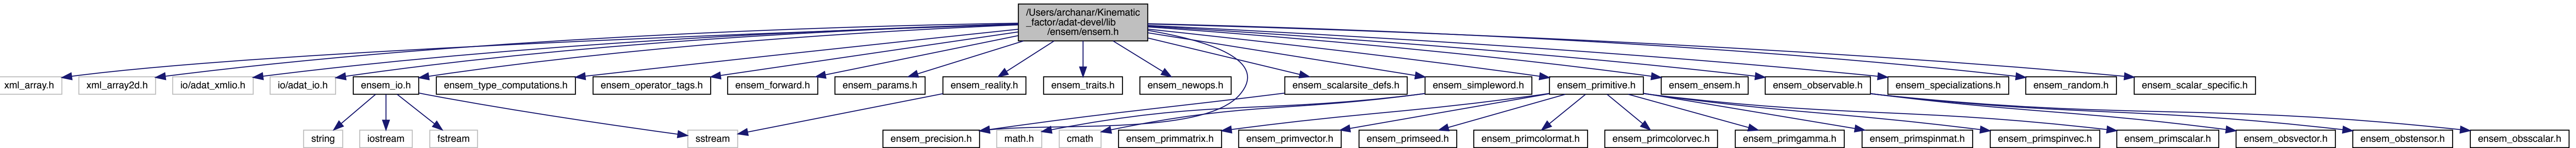 /Users/archanar/Kinematic
_factor/adat-devel/lib
/ensem/ensem.h
xml_array.h
xml_array2d.h
io/adat_xmlio.h
io/adat_io.h
ensem_io.h
ensem_type_computations.h
ensem_operator_tags.h
ensem_forward.h
ensem_params.h
ensem_reality.h
ensem_traits.h
ensem_newops.h
ensem_scalarsite_defs.h
ensem_simpleword.h
ensem_primitive.h
ensem_ensem.h
ensem_observable.h
ensem_specializations.h
ensem_random.h
ensem_scalar_specific.h
string
iostream
fstream
sstream
ensem_precision.h
math.h
cmath
ensem_primmatrix.h
ensem_primvector.h
ensem_primseed.h
ensem_primcolormat.h
ensem_primcolorvec.h
ensem_primgamma.h
ensem_primspinmat.h
ensem_primspinvec.h
ensem_primscalar.h
ensem_obsvector.h
ensem_obstensor.h
ensem_obsscalar.h